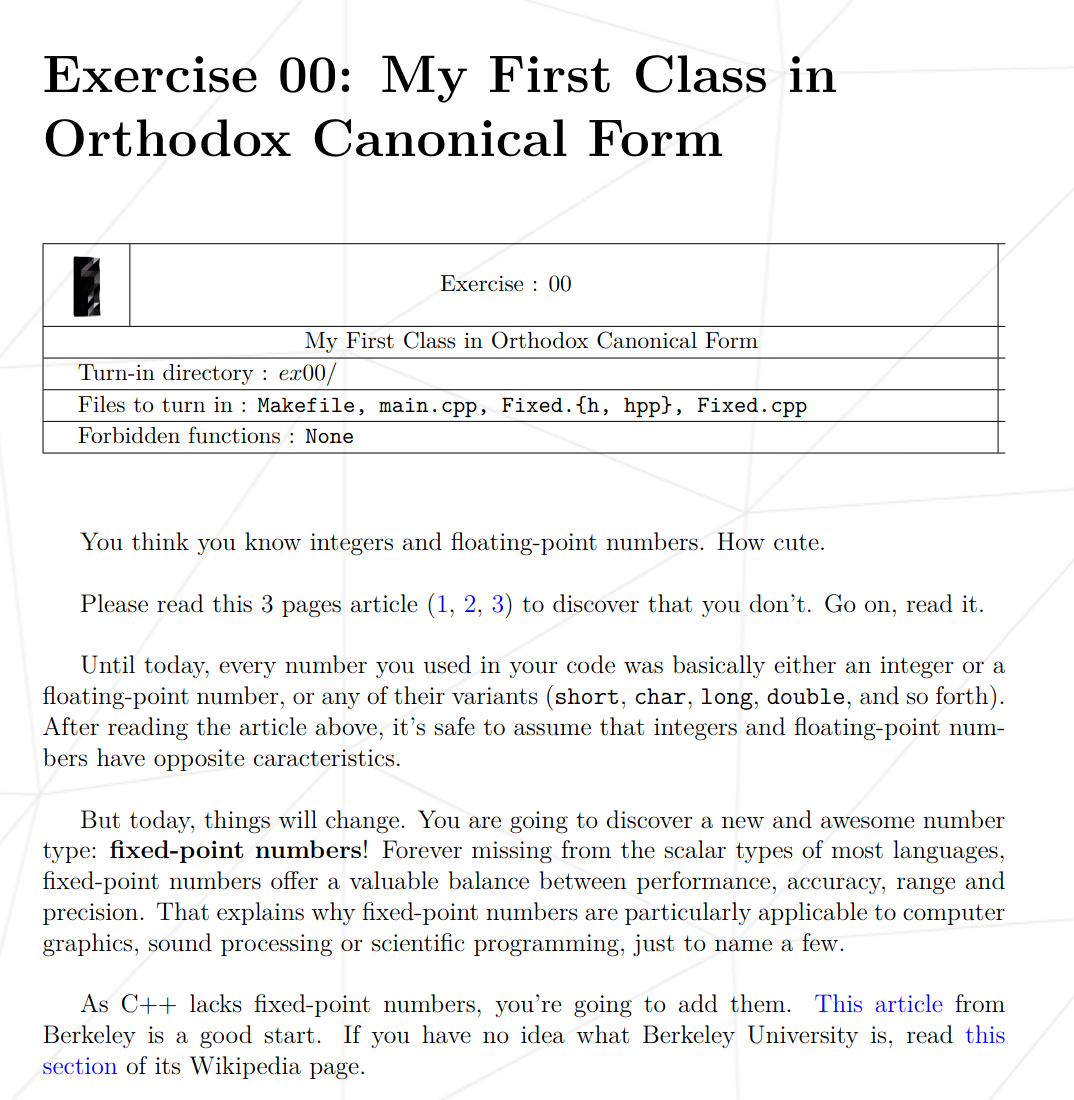 Exercise 00: My First Class in
Orthodox Canonical Form
Exercise : 00
My First Class in Orthodox Canonical Form
Turn-in directory : ex00/
Files to turn in : Makefile, main.cpp, Fixed.{h, hpp}, Fixed.cpp
Forbidden functions : None
You think you know integers and floating-point numbers. How cute.
Please read this 3 pages article (1, 2, 3) to discover that you don't. Go on, read it.
Until today, every number you used in your code was basically either an integer or a
floating-point number, or any of their variants (short, char, long, double, and so forth).
After reading the article above, it's safe to assume that integers and floating-point num-
bers have opposite caracteristics.
But today, things will change. You are going to discover a new and awesome number
type: fixed-point numbers! Forever missing from the scalar types of most languages,
fixed-point numbers offer a valuable balance between performance, accuracy, range and
precision. That explains why fixed-point numbers are particularly applicable to computer
graphics, sound processing or scientific programming, just to name a few.
As C++ lacks fixed-point numbers, you're going to add them. This article from
Berkeley is a good start. If you have no idea what Berkeley University is, read this
section of its Wikipedia page.